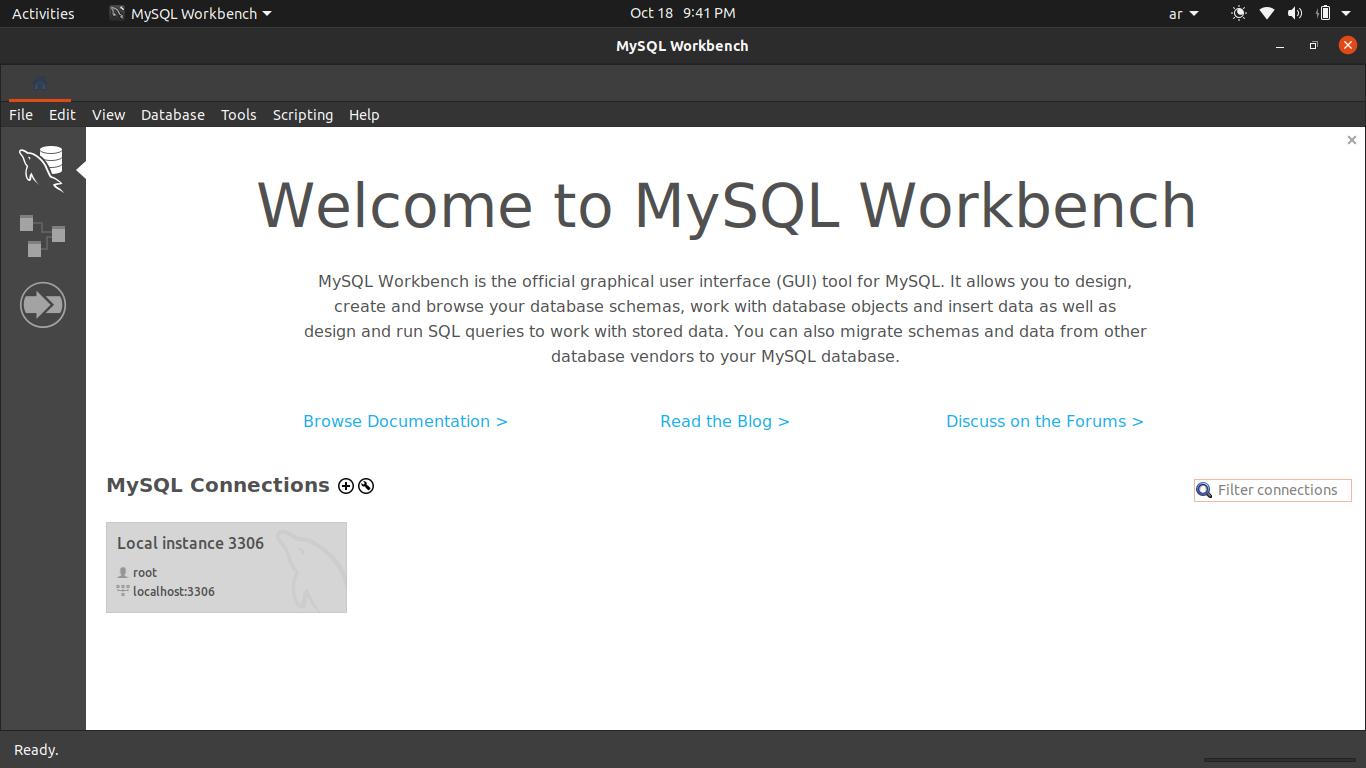 Activities MySQL Workbench Oct 18 9:41 PM ar
MySQL Workbench
File Edit View Database Tools Scripting Help
Welcome to MySQL Workbench
MySQL Workbench is the official graphical user interface (GUI) tool for MySQL. It allows you to design,
create and browse your database schemas, work with database objects and insert data as well as
design and run SQL queries to work with stored data. You can also migrate schemas and data from other
database vendors to your MySQL database.
Browse Documentation > Read the Blog > Discuss on the Forums >
MySQL Connections Filter connections
Local instance 3306
root
localhost:3306
Ready.